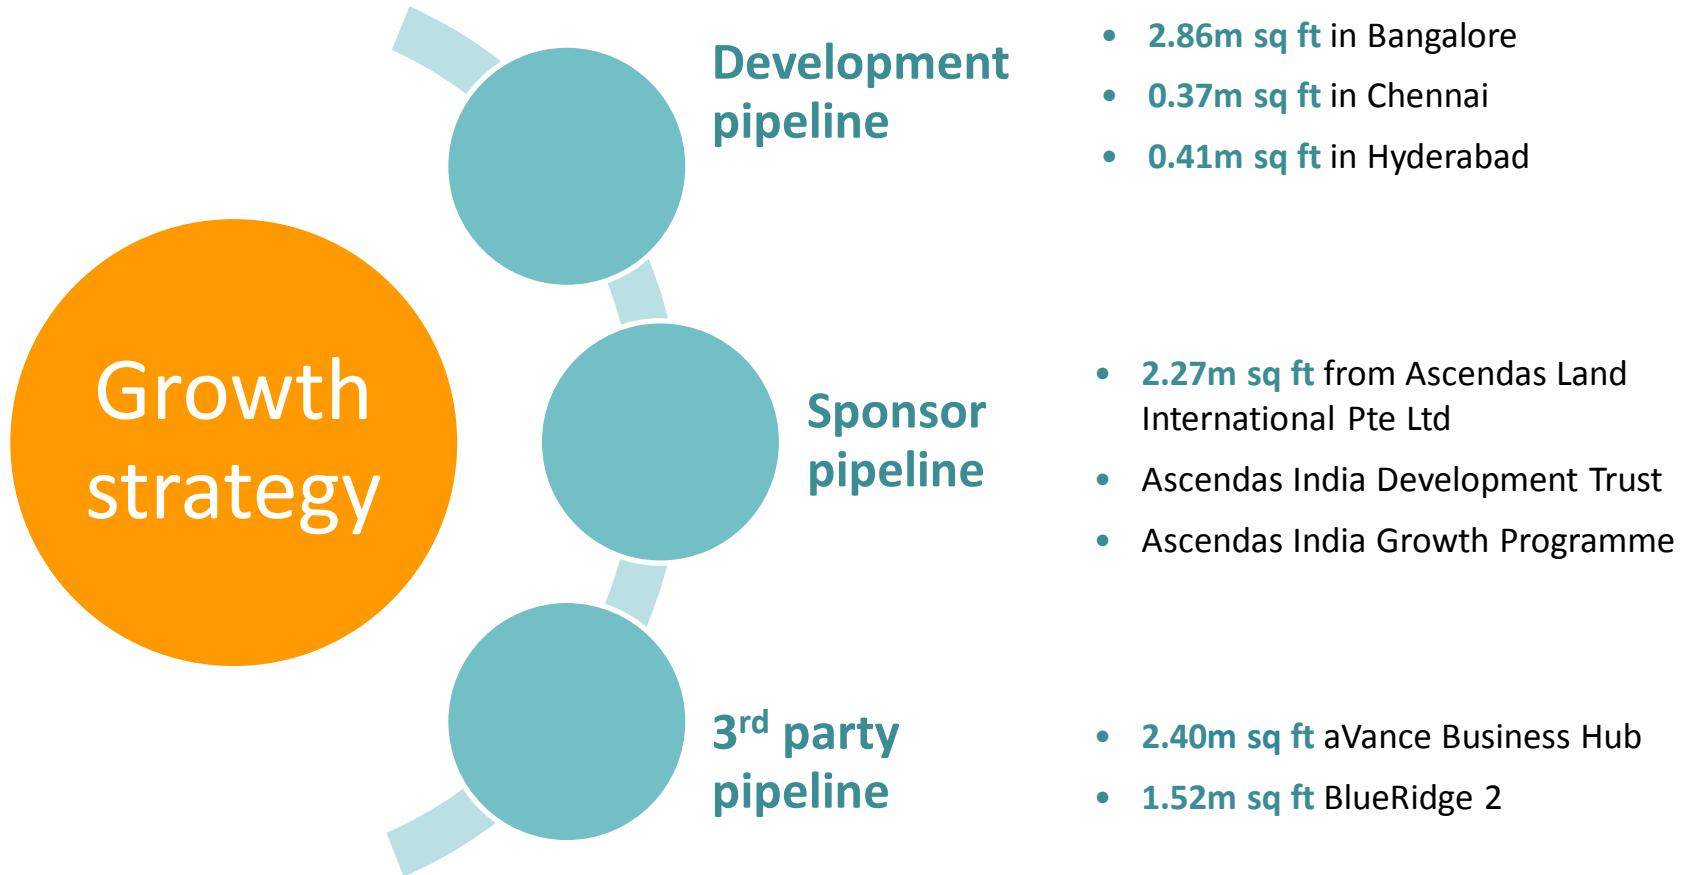 Growth
strategy
Development
pipeline
• 2.86m sq ft in Bangalore
• 0.37m sq ft in Chennai
• 0.41m sq ft in Hyderabad
Sponsor
pipeline
• 2.27m sq ft from Ascendas Land
International Pte Ltd
• Ascendas India Development Trust
• Ascendas India Growth Programme
3rd party
pipeline
• 2.40m sq ft aVance Business Hub
• 1.52m sq ft BlueRidge 2